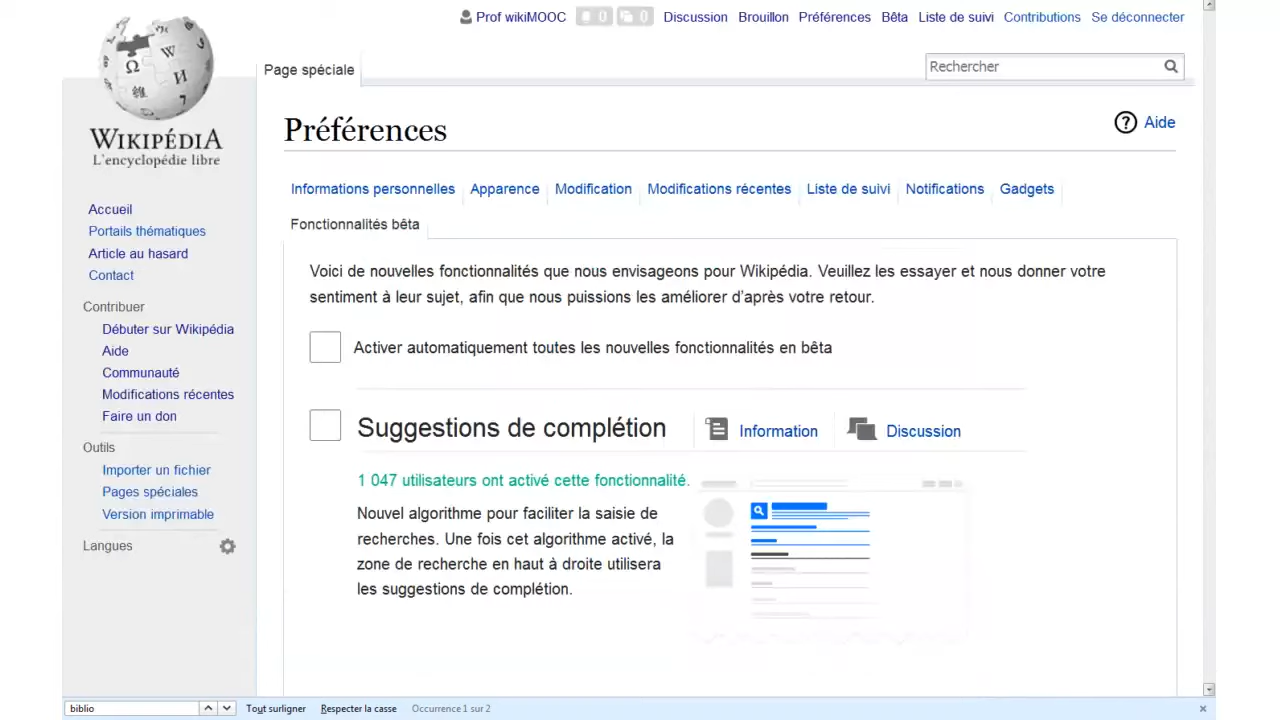 Prof wikiMOOC 0 0 Discussion Brouillon Préférences Bêta Liste de suivi Contributions Se déconnecter
Page spéciale
Rechercher
WIKIPÉDIA
L'encyclopédie libre
Préférences
Aide
Informations personnelles Apparence Modification Modifications récentes Liste de suivi Notifications Gadgets
Fonctionnalités bêta
Accueil
Portails thématiques
Article au hasard
Contact
Contribuer
Débuter sur Wikipédia
Aide
Communauté
Modifications récentes
Faire un don
Outils
Importer un fichier
Pages spéciales
Version imprimable
Langues
Voici de nouvelles fonctionnalités que nous envisageons pour Wikipédia. Veuillez les essayer et nous donner votre
sentiment à leur sujet, afin que nous puissions les améliorer d'après votre retour.
Activer automatiquement toutes les nouvelles fonctionnalités en bêta
Suggestions de complétion Information Discussion
1 047 utilisateurs ont activé cette fonctionnalité.
Nouvel algorithme pour faciliter la saisie de
recherches. Une fois cet algorithme activé, la
zone de recherche en haut à droite utilisera
les suggestions de complétion.
biblio Tout surligner Respecter la casse Occurrence 1 sur 2